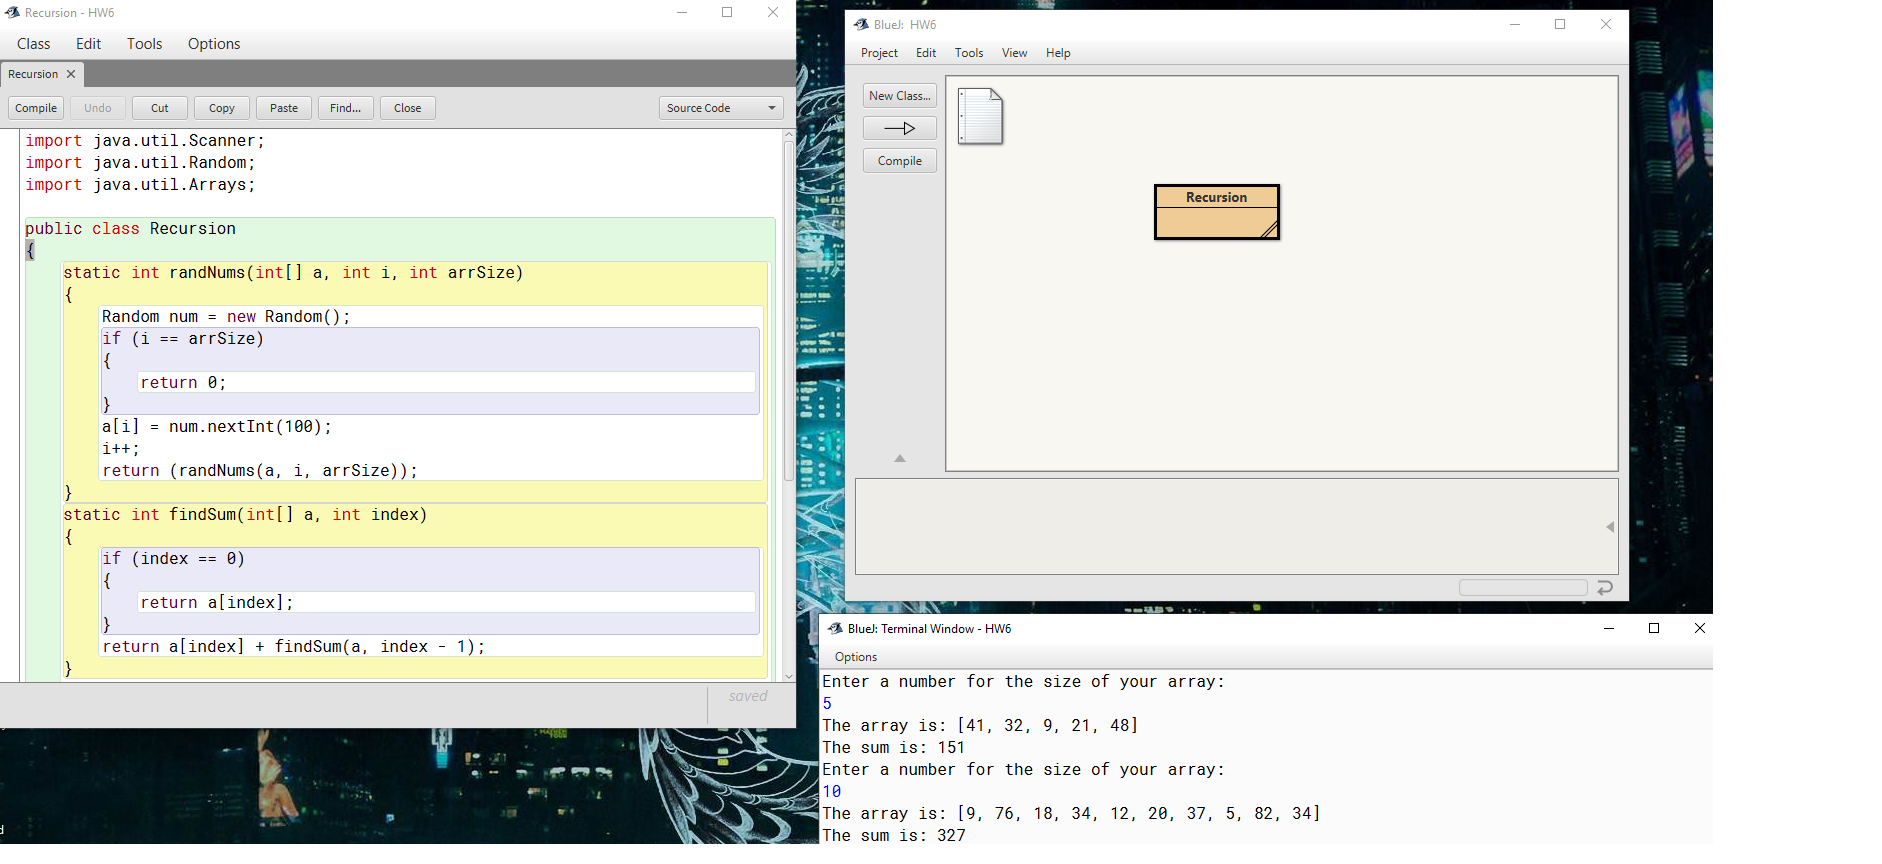 Recursion - HW6
Class Edit Tools Options
Recursion
Compile Undo Cut Copy Paste Find... Close Source Code
import java.util.Scanner;
import java.util.Random;
import java.util.Arrays;
public class Recursion
{
static int randNums(int[] a, int i, int arrSize)
{
Random num = new Random();
if (i == arrSize)
{
return 0;
}
a[i] = num.nextInt(100);
i++;
return (randNums(a, i, arrSize));
}
static int findSum(int[] a, int index)
{
if (index == 0)
{
return a[index];
}
return a[index] + findSum(a, index - 1);
}
saved
BlueJ: HW6
Project Edit Tools View Help
New Class...
Compile
Recursion
BlueJ: Terminal Window - HW6
Options
Enter a number for the size of your array:
5
The array is: [41, 32, 9, 21, 48]
The sum is: 151
Enter a number for the size of your array:
10
The array is: [9, 76, 18, 34, 12, 20, 37, 5, 82, 34]
The sum is: 327